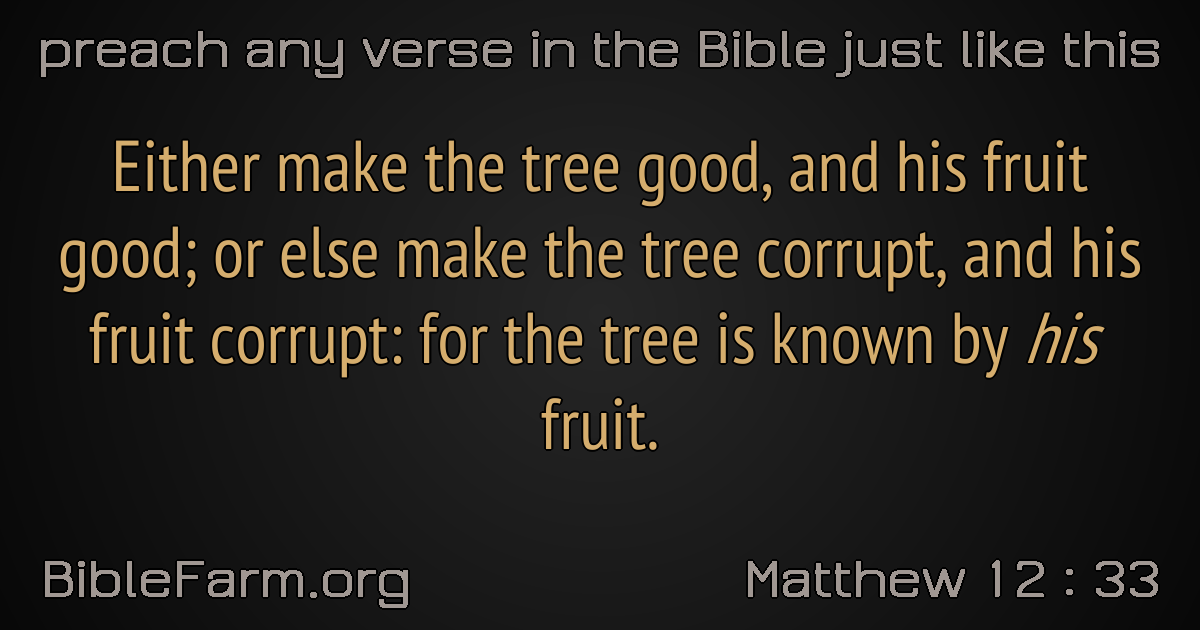 preach any verse in the Bible just like this
Either make the tree good, and his fruit
good; or else make the tree corrupt, and his
fruit corrupt: for the tree is known by his
fruit.
BibleFarm.org
Matthew 12 : 33